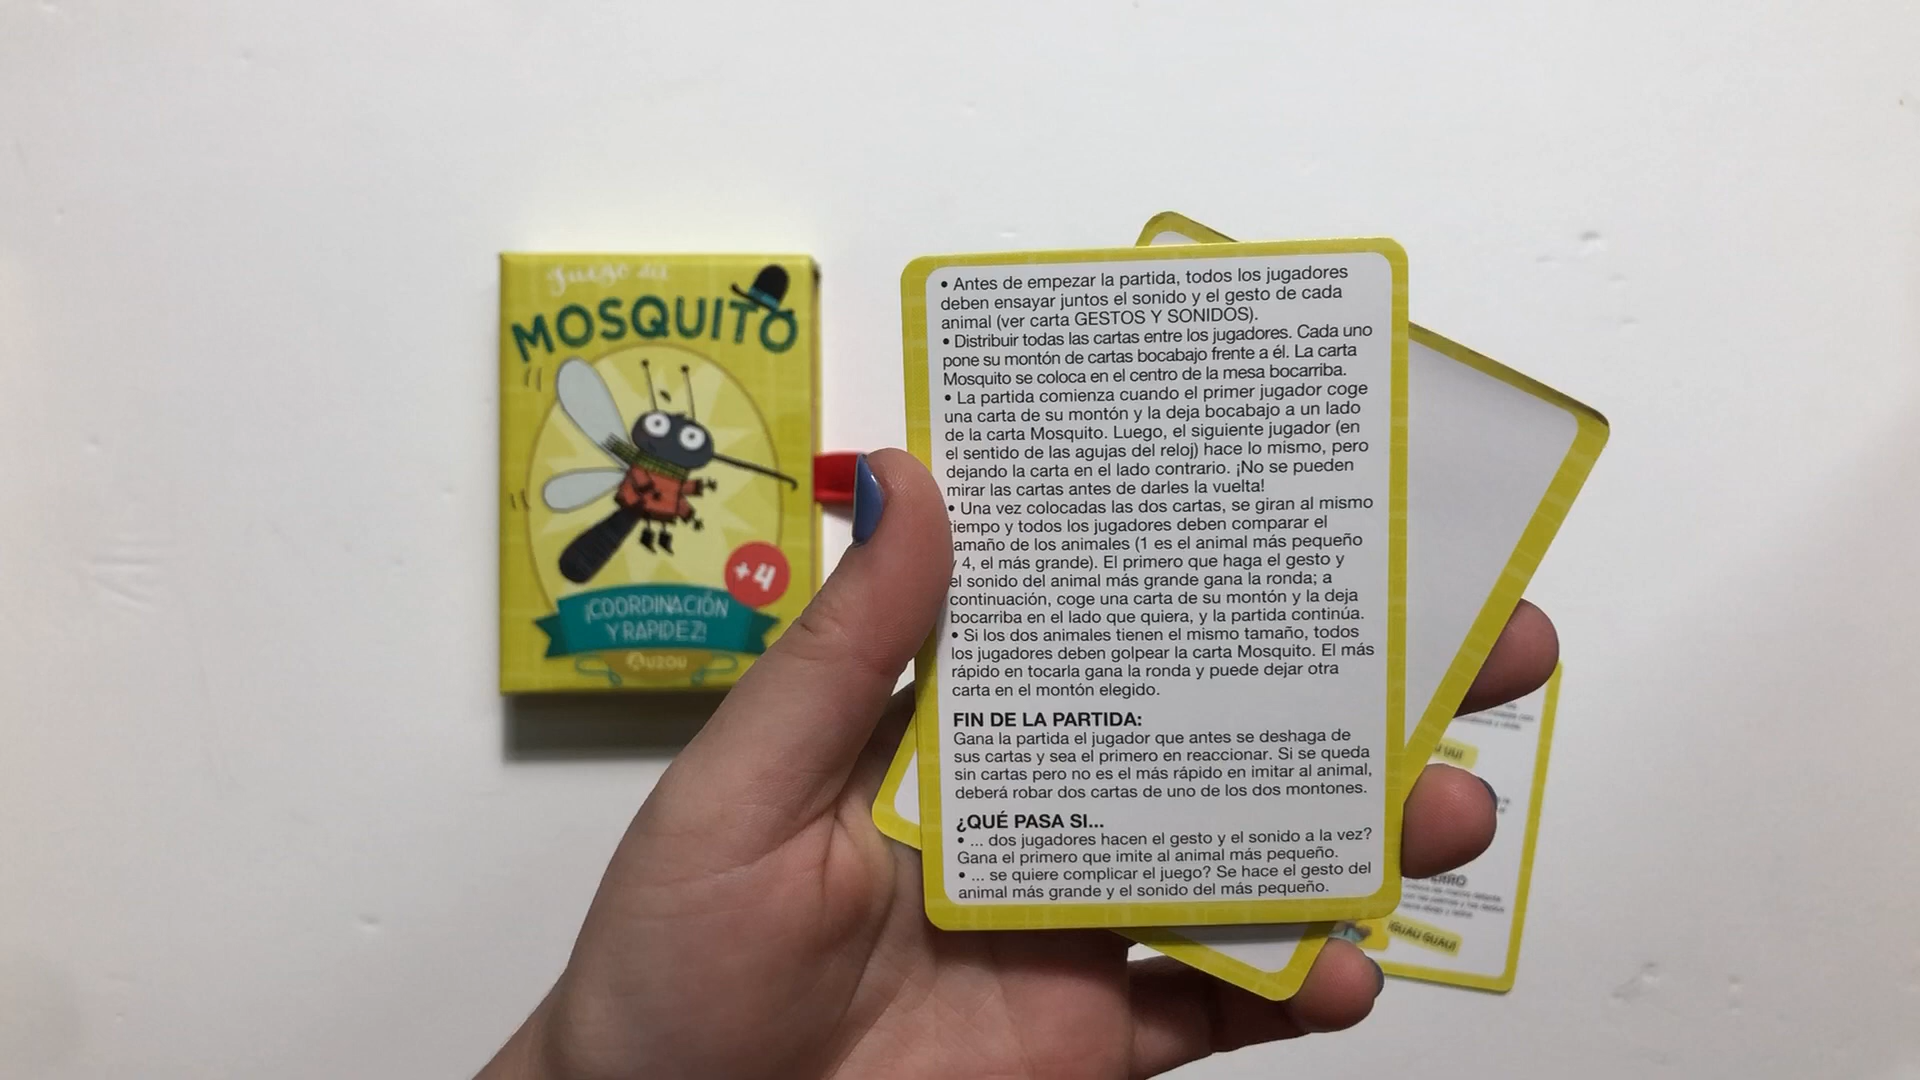 Juego del
MOSQUITO
+4
¡COORDINACIÓN
Y RAPIDEZ!
AUZOU
• Antes de empezar la partida, todos los jugadores
deben ensayar juntos el sonido y el gesto de cada
animal (ver carta GESTOS Y SONIDOS).
• Distribuir todas las cartas entre los jugadores. Cada uno
pone su montón de cartas bocabajo frente a él. La carta
Mosquito se coloca en el centro de la mesa bocarriba.
• La partida comienza cuando el primer jugador coge
una carta de su montón y la deja bocabajo a un lado
de la carta Mosquito. Luego, el siguiente jugador (en
el sentido de las agujas del reloj) hace lo mismo, pero
dejando la carta en el lado contrario. ¡No se pueden
mirar las cartas antes de darles la vuelta!
• Una vez colocadas las dos cartas, se giran al mismo
tiempo y todos los jugadores deben comparar el
tamaño de los animales (1 es el animal más pequeño
y 4, el más grande). El primero que haga el gesto y
el sonido del animal más grande gana la ronda; a
continuación, coge una carta de su montón y la deja
bocarriba en el lado que quiera, y la partida continúa.
• Si los dos animales tienen el mismo tamaño, todos
los jugadores deben golpear la carta Mosquito. El más
rápido en tocarla gana la ronda y puede dejar otra
carta en el montón elegido.
FIN DE LA PARTIDA:
Gana la partida el jugador que antes se deshaga de
sus cartas y sea el primero en reaccionar. Si se queda
sin cartas pero no es el más rápido en imitar al animal,
deberá robar dos cartas de uno de los dos montones.
¿QUÉ PASA SI...
• ... dos jugadores hacen el gesto y el sonido a la vez?
Gana el primero que imite al animal más pequeño.
• ... se quiere complicar el juego? Se hace el gesto del
animal más grande y el sonido del más pequeño.
¡GUAU GUAU!